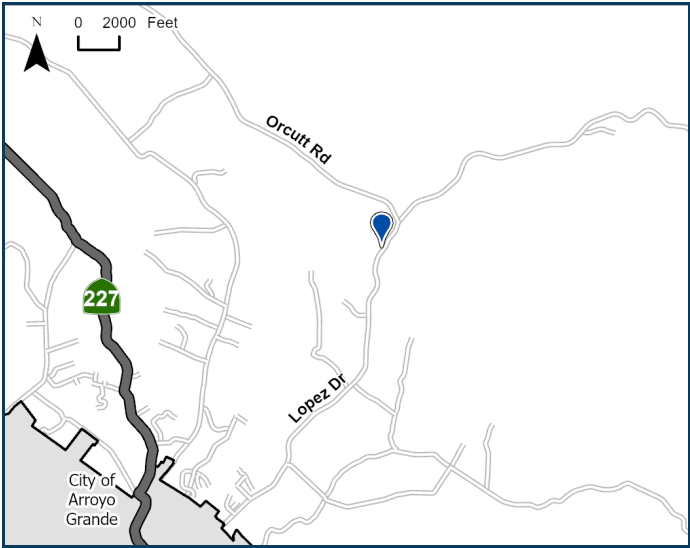 N
0 2000 Feet
Orcutt Rd
227
Lopez Dr
City of
Arroyo
Grande